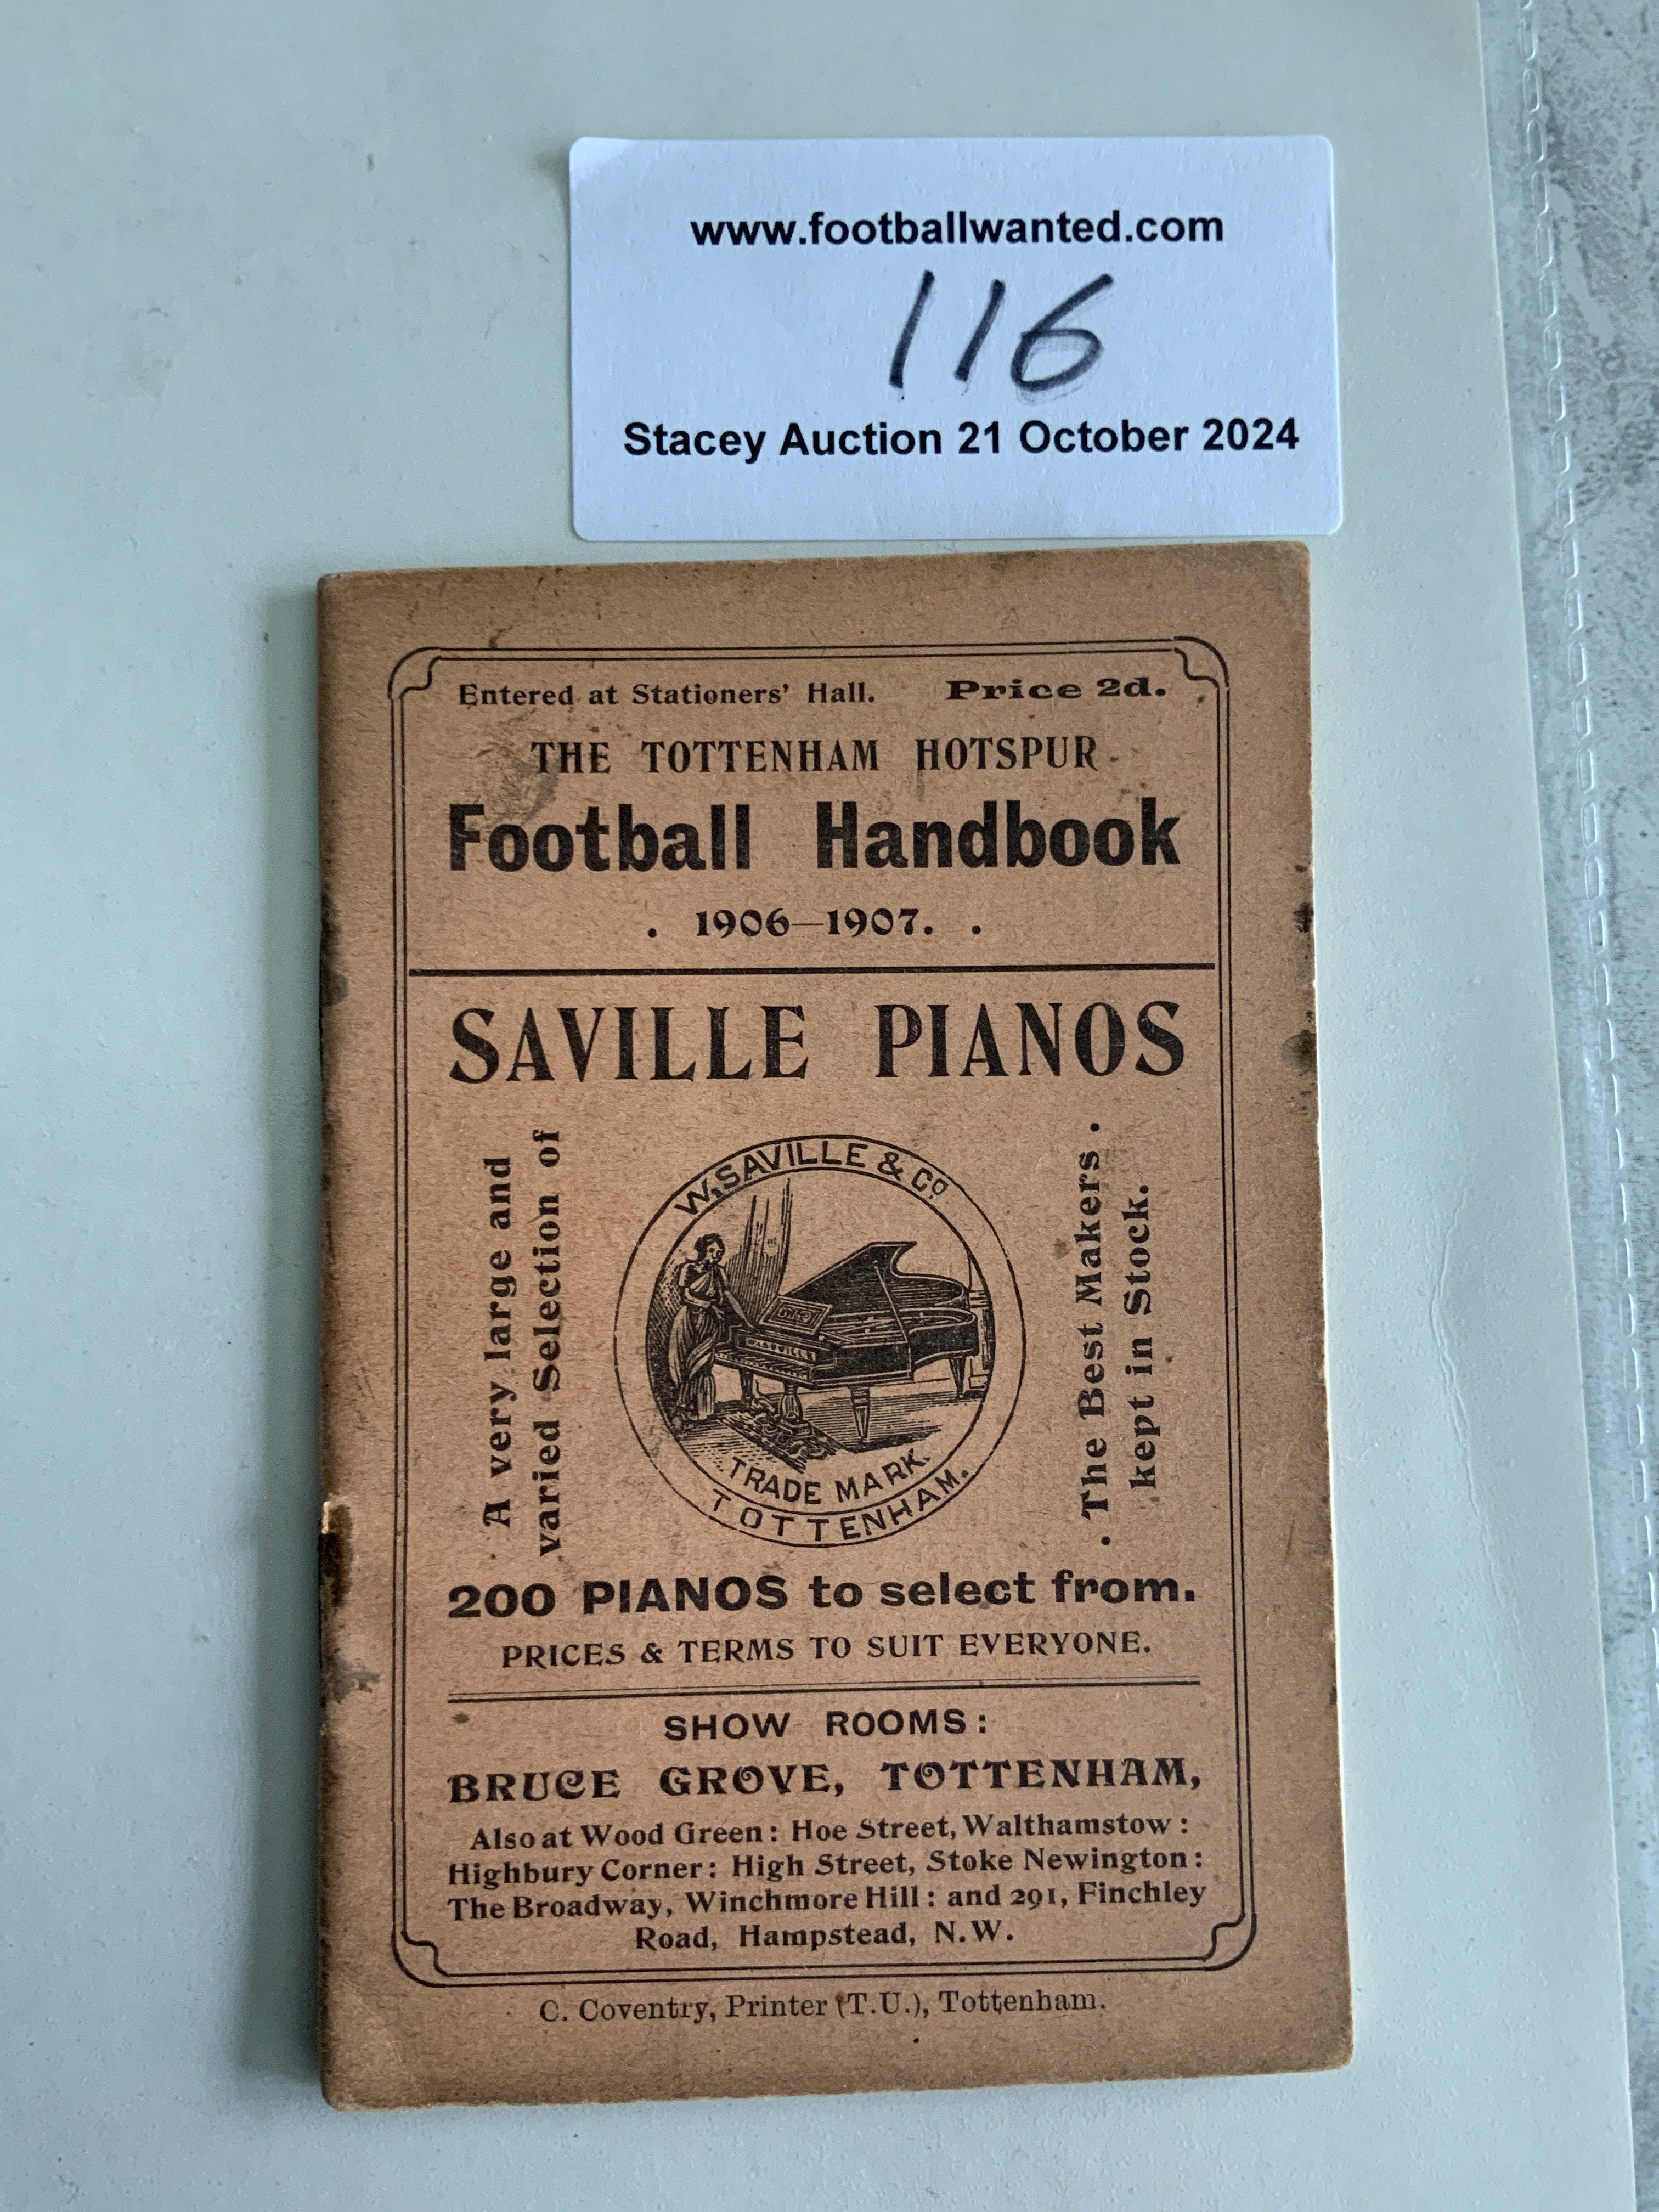 www.footballwanted.com
116
Stacey Auction 21 October 2024
Entered at Stationers' Hall. Price 2d.
THE TOTTENHAM HOTSPUR
Football Handbook
. 1906—1907. .
SAVILLE PIANOS
A very large and
varied Selection of
W. SAVILLE & Co
TRADE MARK.
TOTTENHAM.
. The Best Makers .
kept in Stock.
200 PIANOS to select from.
PRICES & TERMS TO SUIT EVERYONE.
SHOW ROOMS:
BRUCE GROVE, TOTTENHAM,
Also at Wood Green: Hoe Street, Walthamstow:
Highbury Corner: High Street, Stoke Newington:
The Broadway, Winchmore Hill: and 291, Finchley
Road, Hampstead, N.W.
C. Coventry, Printer (T.U.), Tottenham.